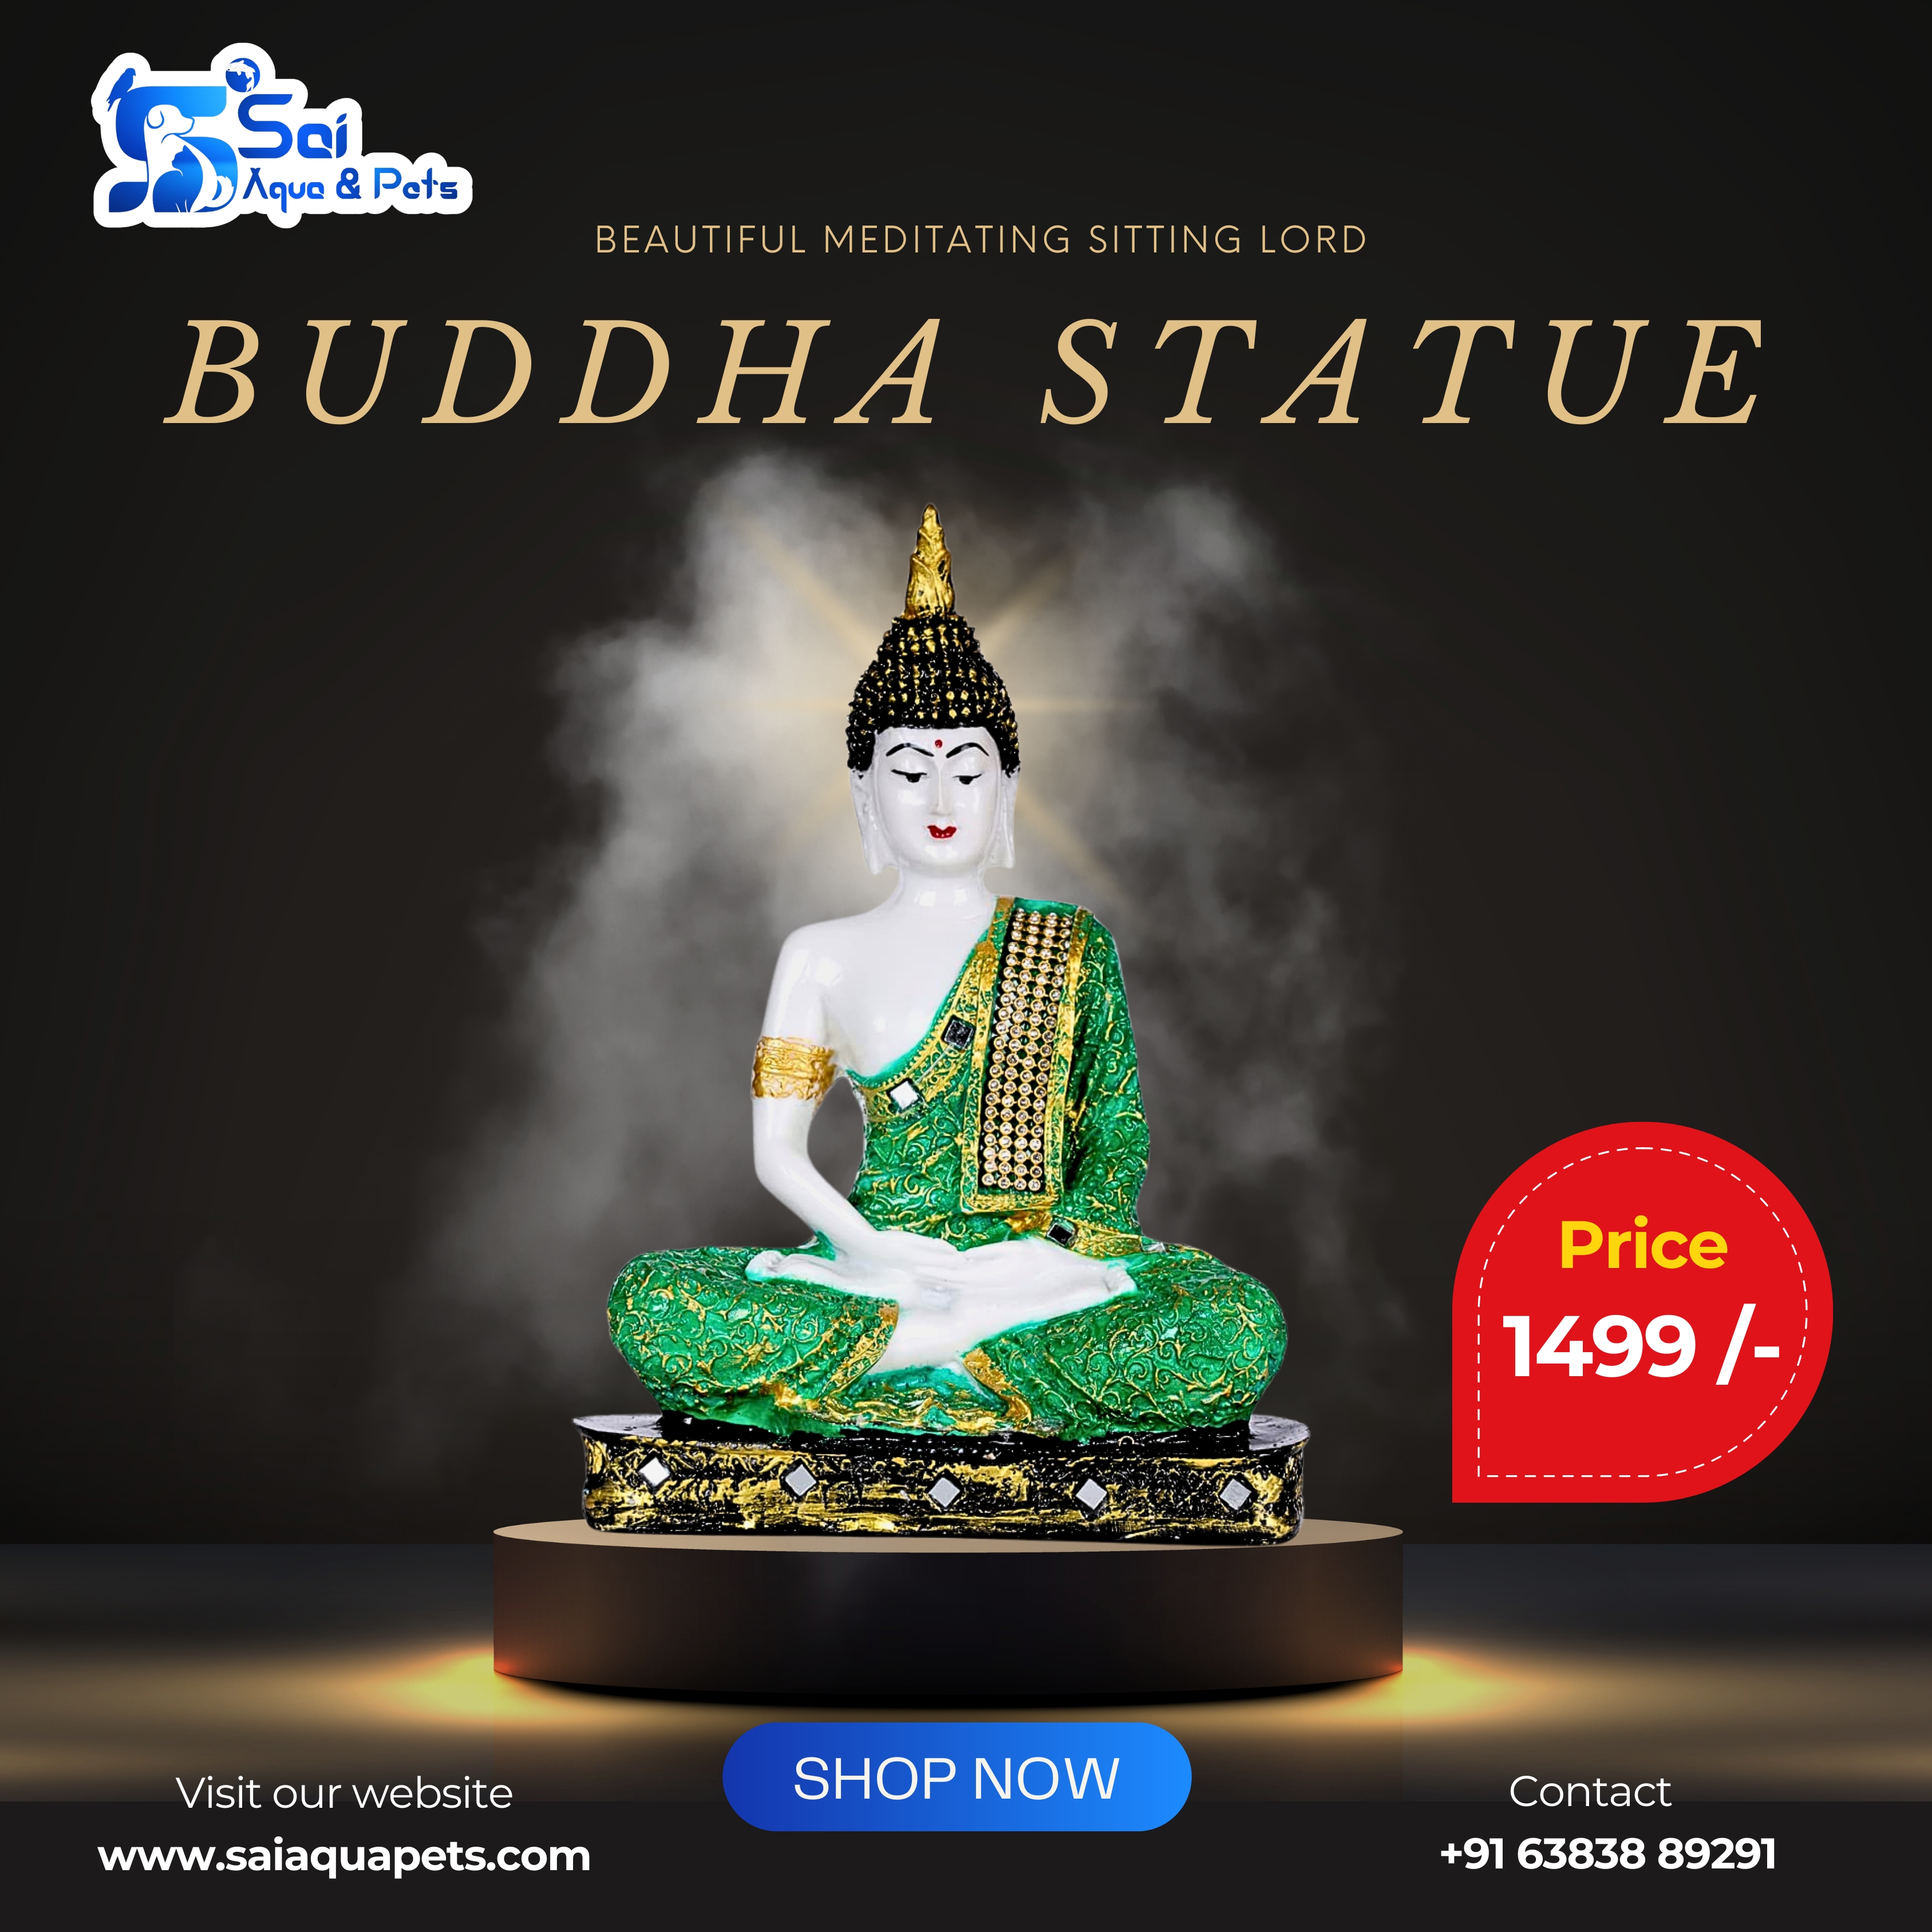 Sai
Aqua & Pets
BEAUTIFUL MEDITATING SITTING LORD
BUDDHA STATUE
Price
1499 /-
SHOP NOW
Visit our website
www.saiaquapets.com
Contact
+91 63838 89291